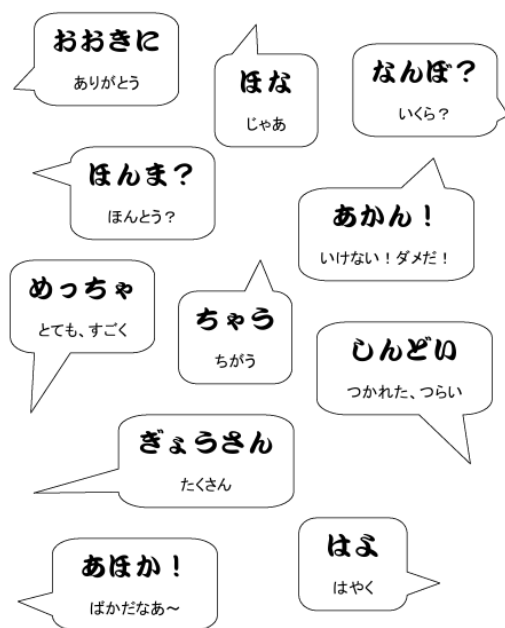 おおきに
ありがとう
ほな
じゃあ
なんぼ？
いくら？
ほんま？
ほんとう？
あかん！
いけない！ダメだ！
めっちゃ
とても、すごく
ちゃう
ちがう
しんどい
つかれた、つらい
ぎょうさん
たくさん
あほか！
ばかだなあ～
はよ
はやく